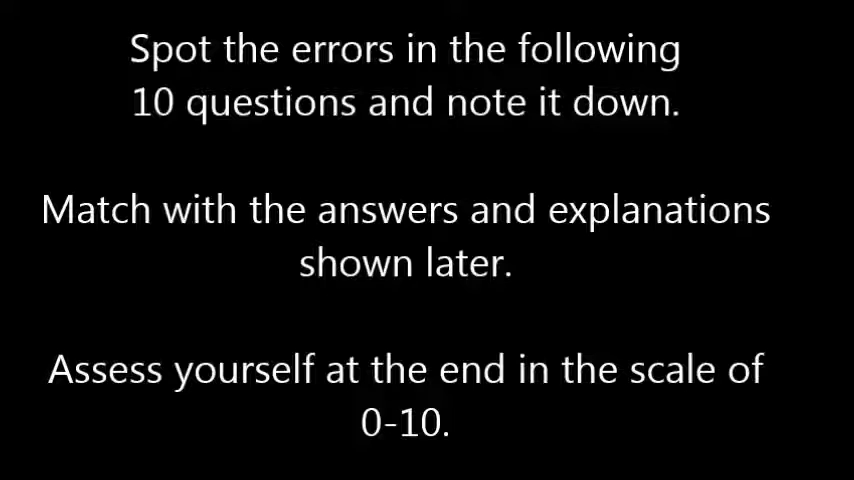 Spot the errors in the following
10 questions and note it down.
Match with the answers and explanations
shown later.
Assess yourself at the end in the scale of
0-10.